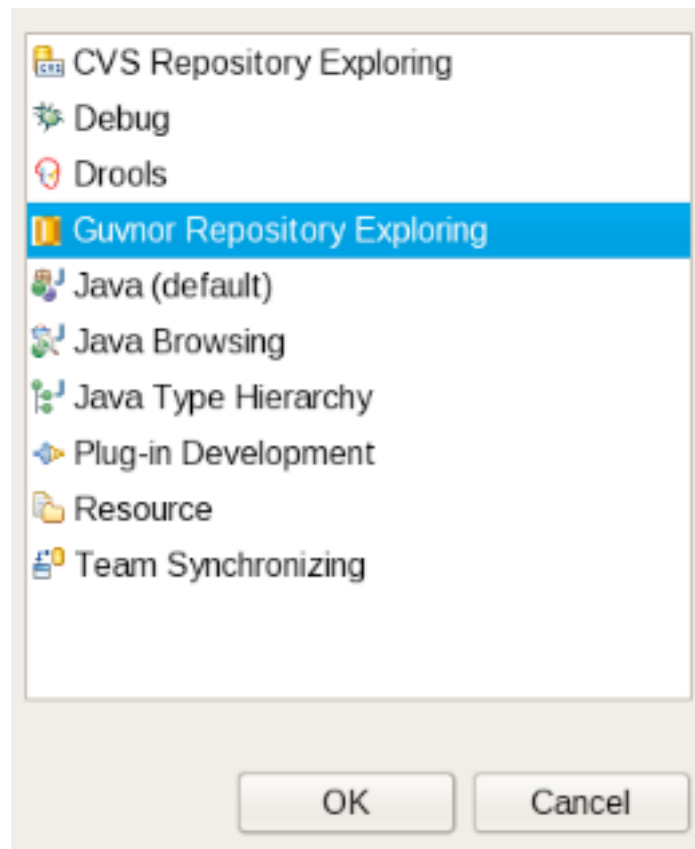 CVS Repository Exploring
Debug
Drools
Guvnor Repository Exploring
Java (default)
Java Browsing
Java Type Hierarchy
Plug-in Development
Resource
Team Synchronizing
OK
Cancel